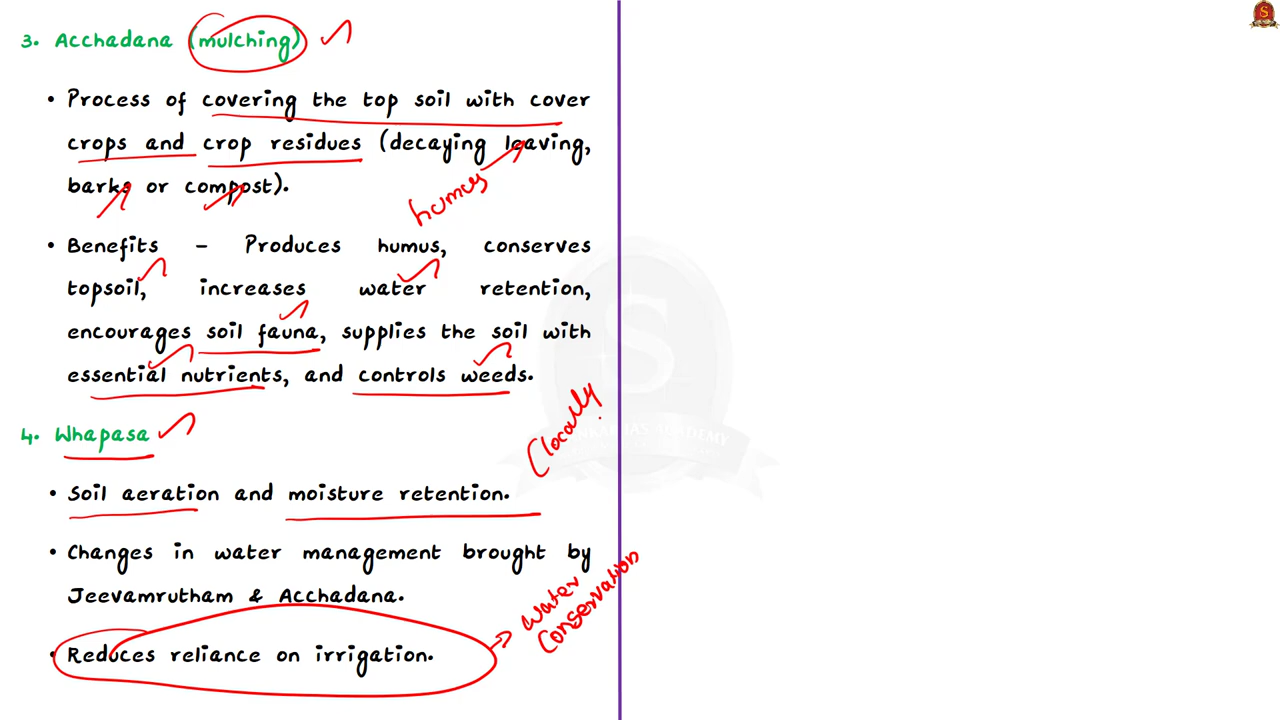 3. Acchadana (mulching)
• Process of covering the top soil with cover
crops and crop residues (decaying leaving,
barks or compost).
humus
• Benefits – Produces humus, conserves
topsoil, increases water retention,
encourages soil fauna, supplies the soil with
essential nutrients, and controls weeds.
4. Whapasa
(locally
• Soil aeration and moisture retention.
• Changes in water management brought by
Jeevamrutham & Acchadana.
• Reduces reliance on irrigation.
Water
Conservation
S
ACADEMY